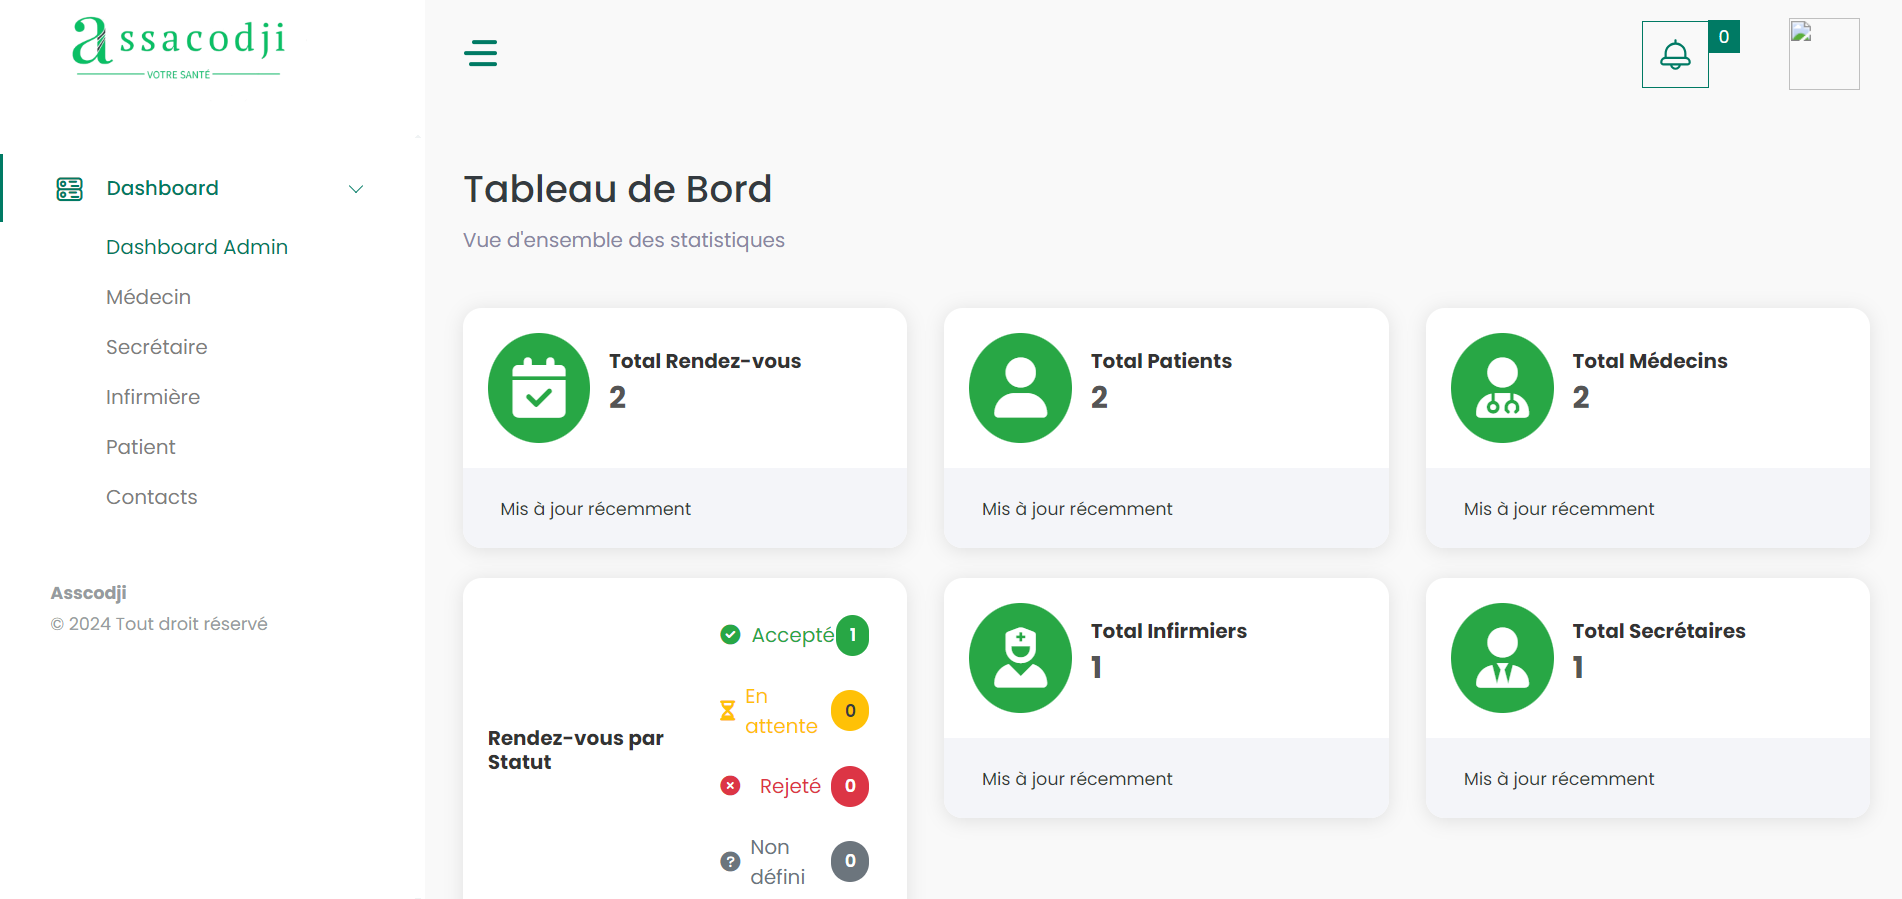 assacodji
VOTRE SANTÉ
0
Dashboard
Dashboard Admin
Médecin
Secrétaire
Infirmière
Patient
Contacts
Asscodji
© 2024 Tout droit réservé
Tableau de Bord
Vue d'ensemble des statistiques
Total Rendez-vous
2
Mis à jour récemment
Total Patients
2
Mis à jour récemment
Total Médecins
2
Mis à jour récemment
Rendez-vous par
Statut
Accepté 1
En
attente 0
Rejeté 0
Non
défini 0
Total Infirmiers
1
Mis à jour récemment
Total Secrétaires
1
Mis à jour récemment